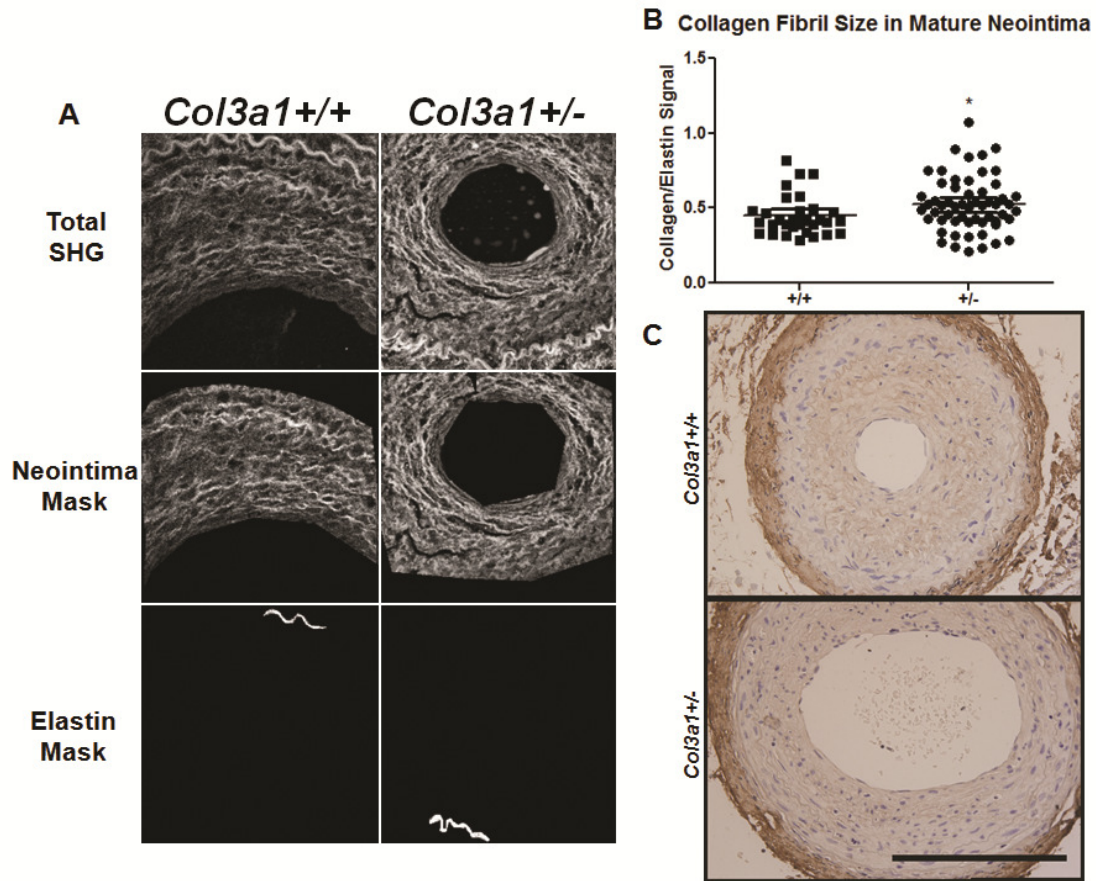 A
Col3a1+/+
Col3a1+/-
Total
SHG
Neointima
Mask
Elastin
Mask
B
Collagen Fibril Size in Mature Neointima
Collagen/Elastin Signal
1.5
1.0
0.5
0.0
*
+/+
+/-
C
Col3a1+/+
Col3a1+/-